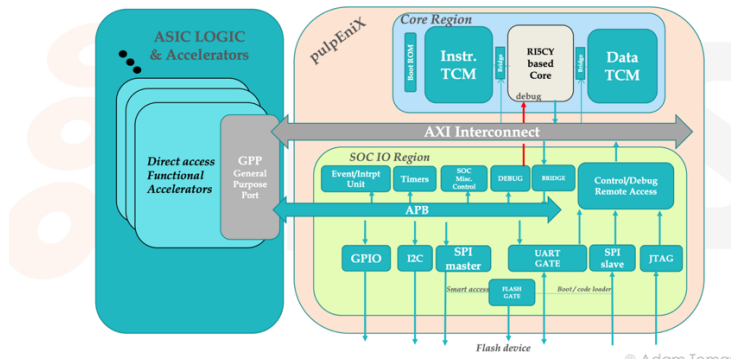 ASIC LOGIC
& Accelerators
Direct access
Functional
Accelerators
GPP
General
Purpose
Port
pulpEniX
Core Region
Boot ROM
Instr.
TCM
Bridge
RI5CY
based
Core
debug
Bridge
Data
TCM
AXI Interconnect
SOC IO Region
Event/Intrpt
Unit
Timers
SOC
Misc.
Control
DEBUG
BRIDGE
Control/Debug
Remote Access
APB
GPIO
I2C
SPI
master
UART
GATE
SPI
slave
JTAG
Smart access
FLASH
GATE
Boot / code loader
Flash device